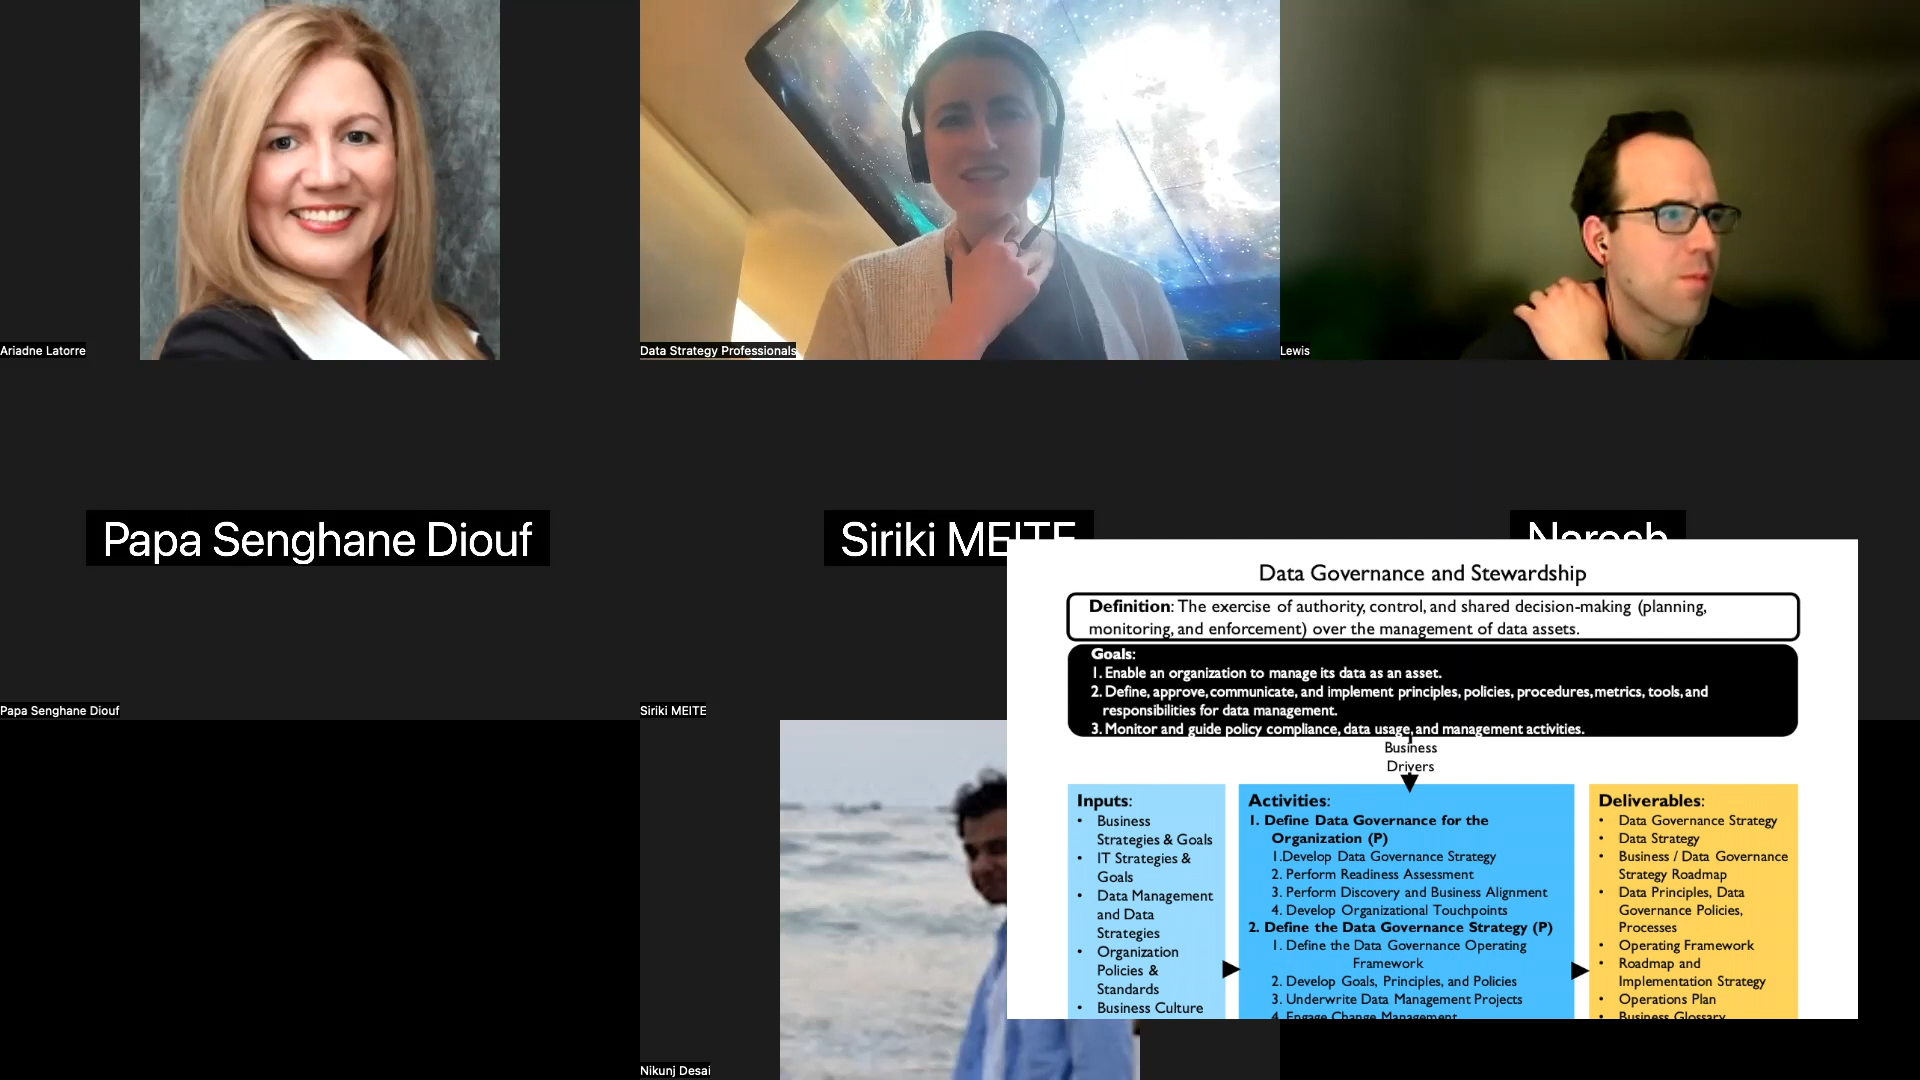 Ariadne Latorre
Data Strategy Professionals
Lewis
Papa Senghane Diouf
Siriki MEITE
Naresh
Papa Senghane Diouf
Siriki MEITE
Nikunj Desai
Data Governance and Stewardship
Definition: The exercise of authority, control, and shared decision-making (planning,
monitoring, and enforcement) over the management of data assets.
Goals:
1. Enable an organization to manage its data as an asset.
2. Define, approve, communicate, and implement principles, policies, procedures, metrics, tools, and
responsibilities for data management.
3. Monitor and guide policy compliance, data usage, and management activities.
Business
Drivers
Inputs:
• Business
Strategies & Goals
• IT Strategies &
Goals
• Data Management
and Data
Strategies
• Organization
Policies &
Standards
• Business Culture
Activities:
1. Define Data Governance for the
Organization (P)
1.Develop Data Governance Strategy
2. Perform Readiness Assessment
3. Perform Discovery and Business Alignment
4. Develop Organizational Touchpoints
2. Define the Data Governance Strategy (P)
1. Define the Data Governance Operating
Framework
2. Develop Goals, Principles, and Policies
3. Underwrite Data Management Projects
4. Engage Change Management
Deliverables:
• Data Governance Strategy
• Data Strategy
• Business / Data Governance
Strategy Roadmap
• Data Principles, Data
Governance Policies,
Processes
• Operating Framework
• Roadmap and
Implementation Strategy
• Operations Plan
• Business Glossary